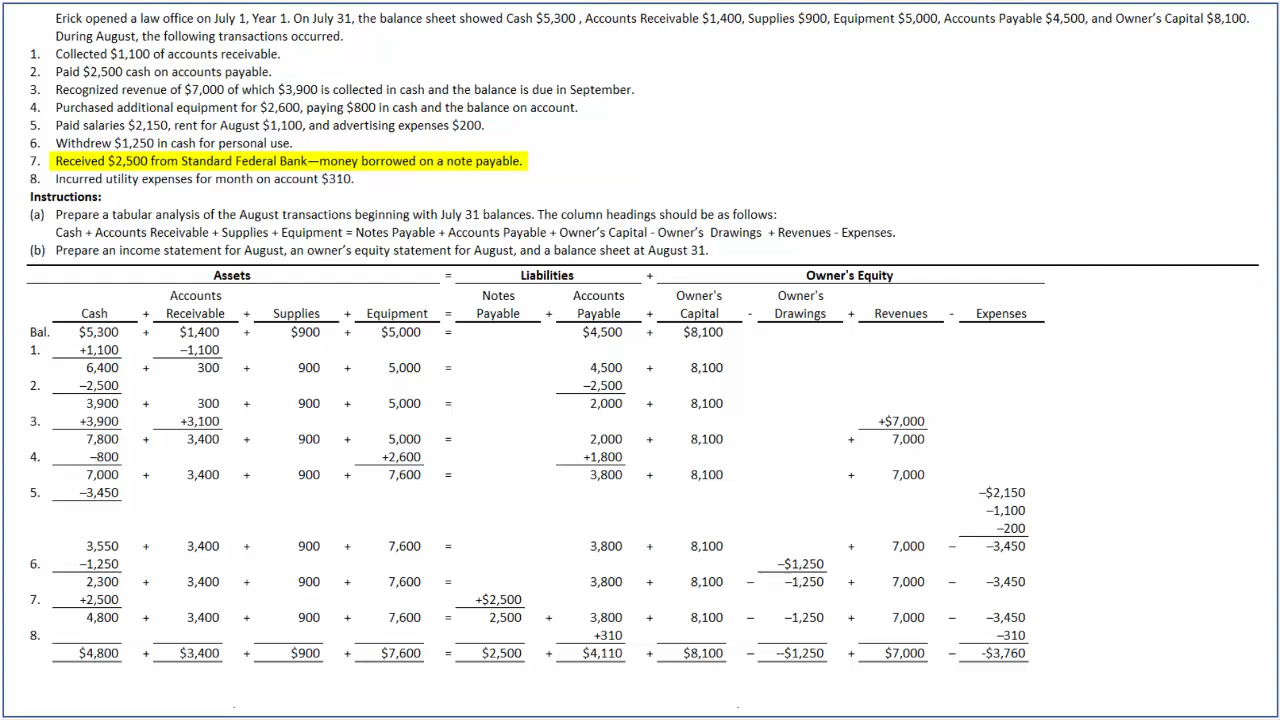 Erick opened a law office on July 1, Year 1. On July 31, the balance sheet showed Cash $5,300 , Accounts Receivable $1,400, Supplies $900, Equipment $5,000, Accounts Payable $4,500, and Owner's Capital $8,100.
During August, the following transactions occurred.
1. Collected $1,100 of accounts receivable.
2. Paid $2,500 cash on accounts payable.
3. Recognized revenue of $7,000 of which $3,900 is collected in cash and the balance is due in September.
4. Purchased additional equipment for $2,600, paying $800 in cash and the balance on account.
5. Paid salaries $2,150, rent for August $1,100, and advertising expenses $200.
6. Withdrew $1,250 in cash for personal use.
7. Received $2,500 from Standard Federal Bank—money borrowed on a note payable.
8. Incurred utility expenses for month on account $310.
Instructions:
(a) Prepare a tabular analysis of the August transactions beginning with July 31 balances. The column headings should be as follows:
Cash + Accounts Receivable + Supplies + Equipment = Notes Payable + Accounts Payable + Owner's Capital - Owner's Drawings + Revenues - Expenses.
(b) Prepare an income statement for August, an owner's equity statement for August, and a balance sheet at August 31.
Assets = Liabilities + Owner's Equity
Accounts Notes Accounts Owner's Owner's
Cash + Receivable + Supplies + Equipment = Payable + Payable + Capital - Drawings + Revenues - Expenses
Bal. $5,300 + $1,400 + $900 + $5,000 = $4,500 + $8,100
1. +1,100 –1,100
6,400 + 300 + 900 + 5,000 = 4,500 + 8,100
2. –2,500 –2,500
3,900 + 300 + 900 + 5,000 = 2,000 + 8,100
3. +3,900 +3,100 +$7,000
7,800 + 3,400 + 900 + 5,000 = 2,000 + 8,100 + 7,000
4. –800 +2,600 +1,800
7,000 + 3,400 + 900 + 7,600 = 3,800 + 8,100 + 7,000
5. –3,450 –$2,150
–1,100
–200
3,550 + 3,400 + 900 + 7,600 = 3,800 + 8,100 + 7,000 – –3,450
6. –1,250 –$1,250
2,300 + 3,400 + 900 + 7,600 = 3,800 + 8,100 – –1,250 + 7,000 – –3,450
7. +2,500 +$2,500
4,800 + 3,400 + 900 + 7,600 = 2,500 + 3,800 + 8,100 – –1,250 + 7,000 – –3,450
8. +310 –310
$4,800 + $3,400 + $900 + $7,600 = $2,500 + $4,110 + $8,100 – --$1,250 + $7,000 – -$3,760